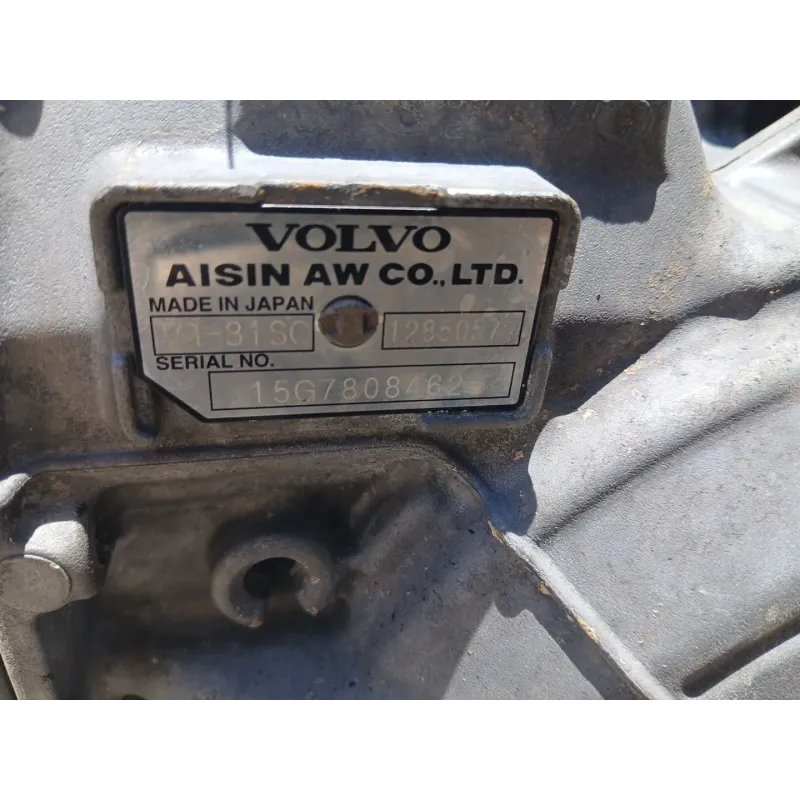 VOLVO
AISIN AW CO., LTD.
MADE IN JAPAN
SERIAL NO.
15G7808462